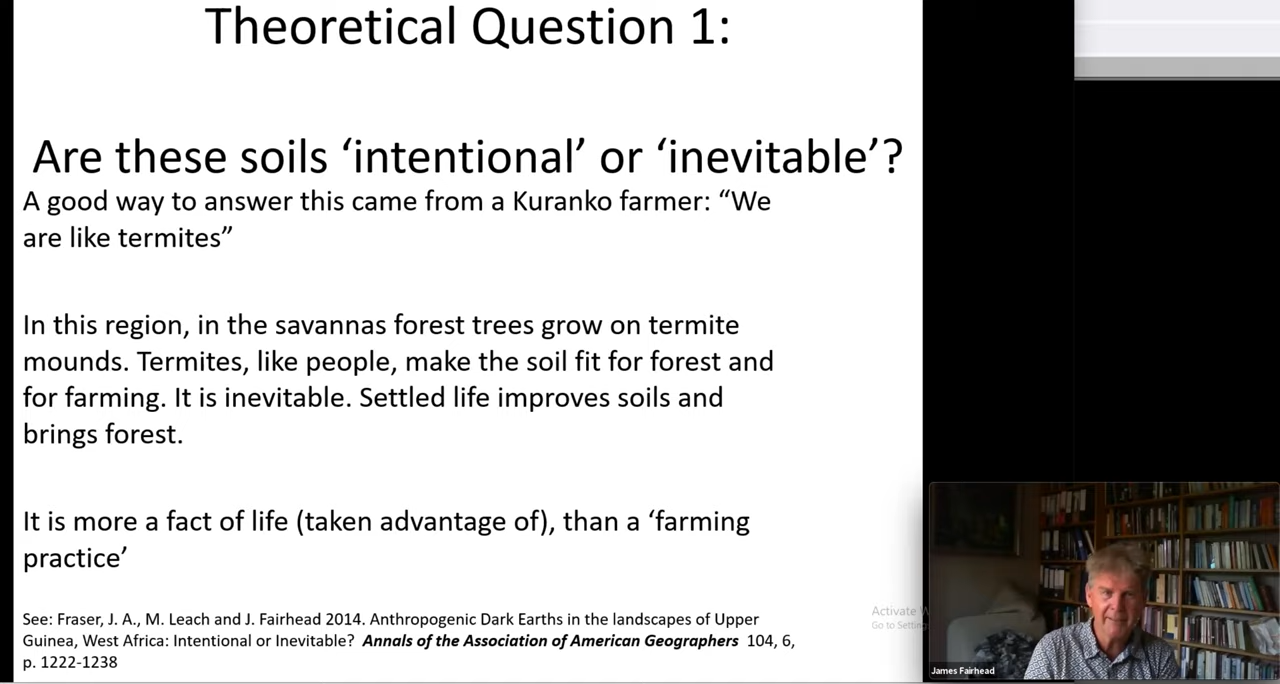 Theoretical Question 1:
Are these soils ‘intentional’ or ‘inevitable’?
A good way to answer this came from a Kuranko farmer: “We
are like termites”
In this region, in the savannas forest trees grow on termite
mounds. Termites, like people, make the soil fit for forest and
for farming. It is inevitable. Settled life improves soils and
brings forest.
It is more a fact of life (taken advantage of), than a ‘farming
practice’
See: Fraser, J. A., M. Leach and J. Fairhead 2014. Anthropogenic Dark Earths in the landscapes of Upper
Guinea, West Africa: Intentional or Inevitable? Annals of the Association of American Geographers 104, 6,
p. 1222-1238
Activate W
Go to Setting
James Fairhead